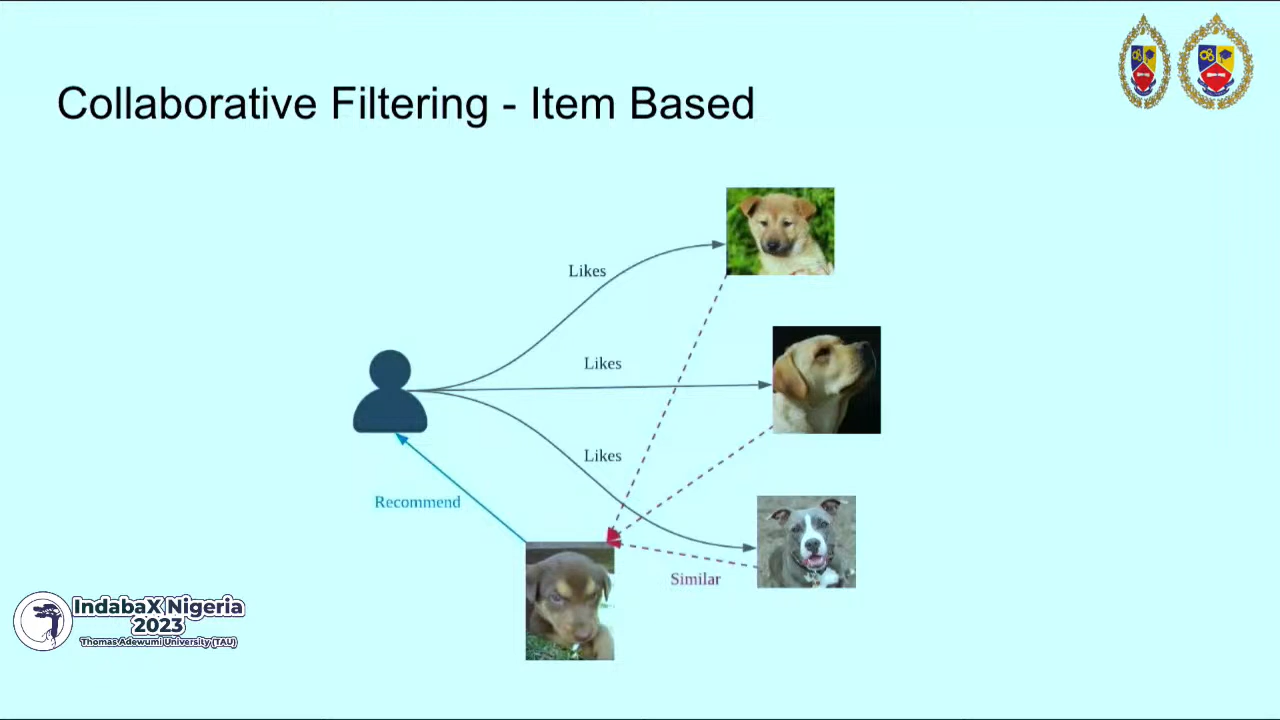 Collaborative Filtering - Item Based
Likes
Likes
Likes
Recommend
Similar
IndabaX Nigeria
2023
Thomas Adewumi University (TAU)